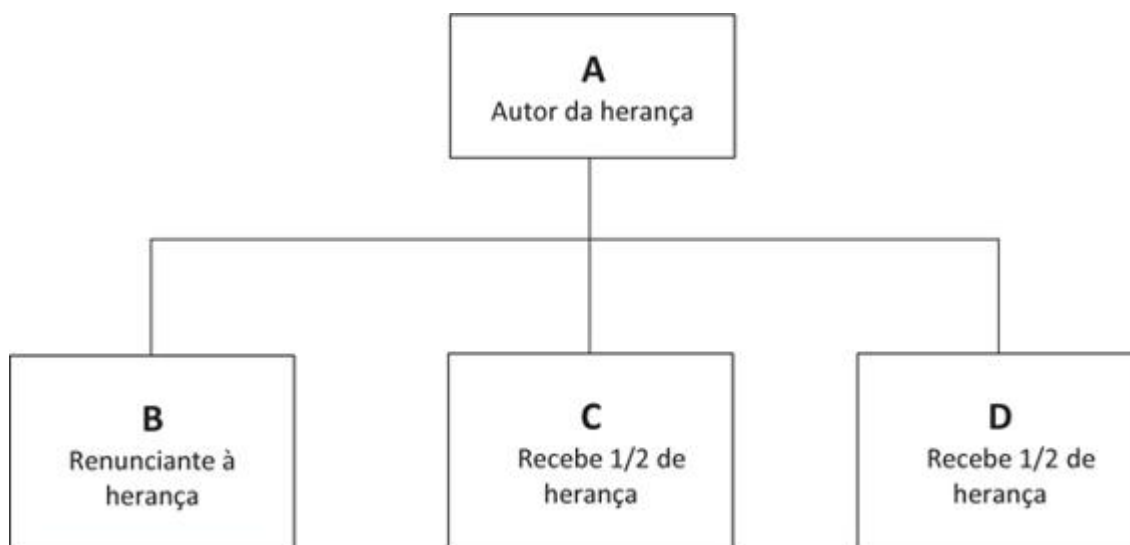 A
Autor da herança
B
Renunciante à
herança
C
Recebe 1/2 de
herança
D
Recebe 1/2 de
herança